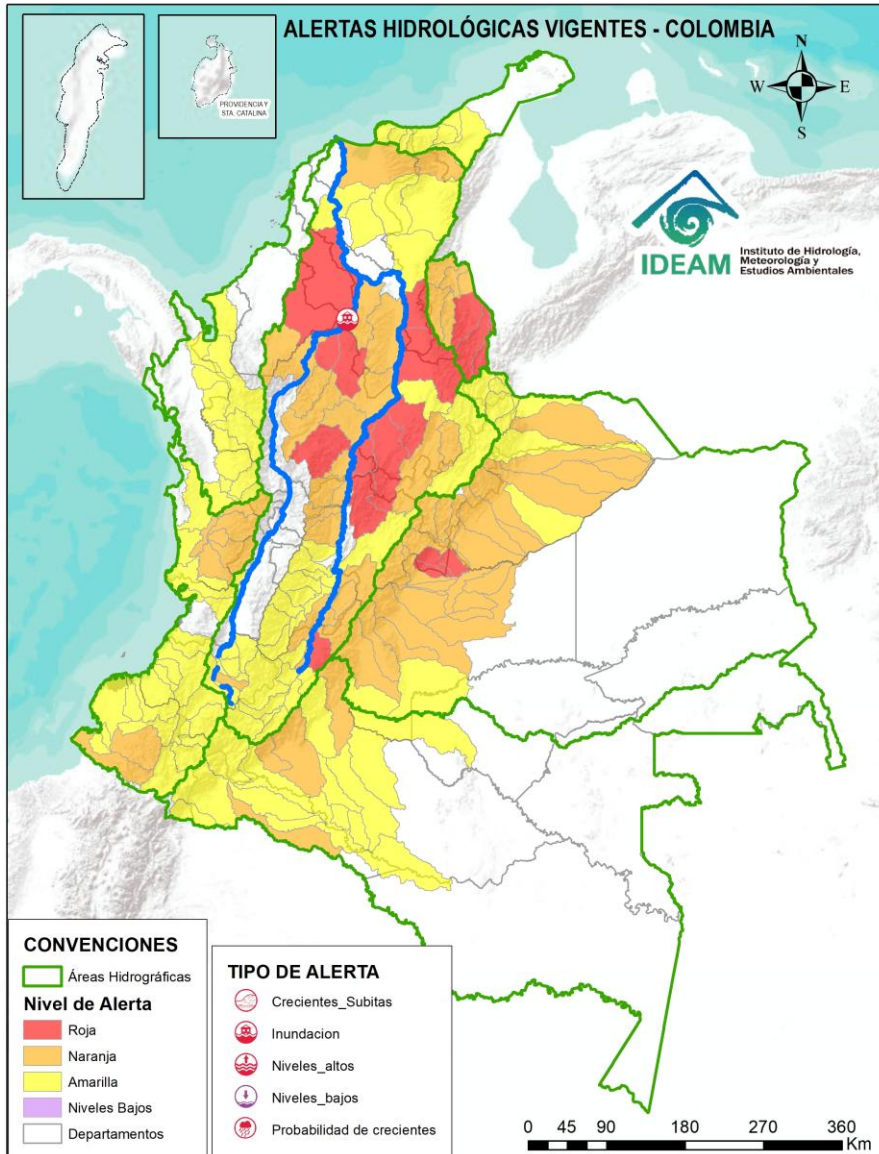 ALERTAS HIDROLÓGICAS VIGENTES - COLOMBIA
PROVIDENCIA Y
STA. CATALINA
N
W
E
S
IDEAM
Instituto de Hidrología,
Meteorología y
Estudios Ambientales
CONVENCIONES
Áreas Hidrográficas
Nivel de Alerta
Roja
Naranja
Amarilla
Niveles Bajos
Departamentos
TIPO DE ALERTA
Crecientes_Subitas
Inundacion
Niveles_altos
Niveles_bajos
Probabilidad de crecientes
0 45 90 180 270 360
Km